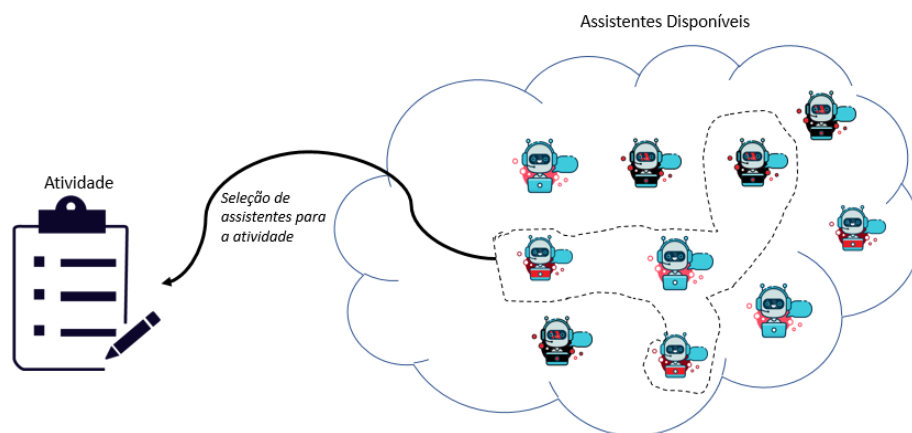 Assistentes Disponíveis
Atividade
Seleção de
assistentes para
a atividade